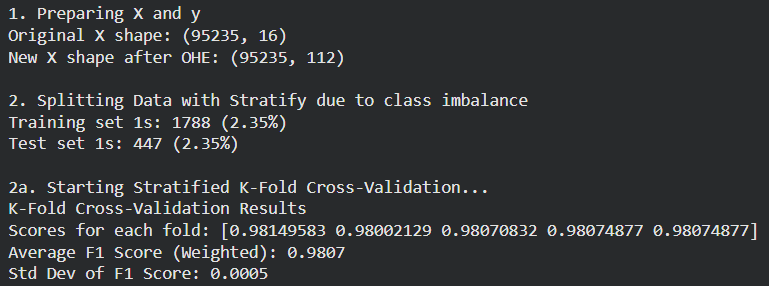 1. Preparing X and y
Original X shape: (95235, 16)
New X shape after OHE: (95235, 112)
2. Splitting Data with Stratify due to class imbalance
Training set 1s: 1788 (2.35%)
Test set 1s: 447 (2.35%)
2a. Starting Stratified K-Fold Cross-Validation...
K-Fold Cross-Validation Results
Scores for each fold: [0.98149583 0.98002129 0.98070832 0.98074877 0.98074877]
Average F1 Score (Weighted): 0.9807
Std Dev of F1 Score: 0.0005